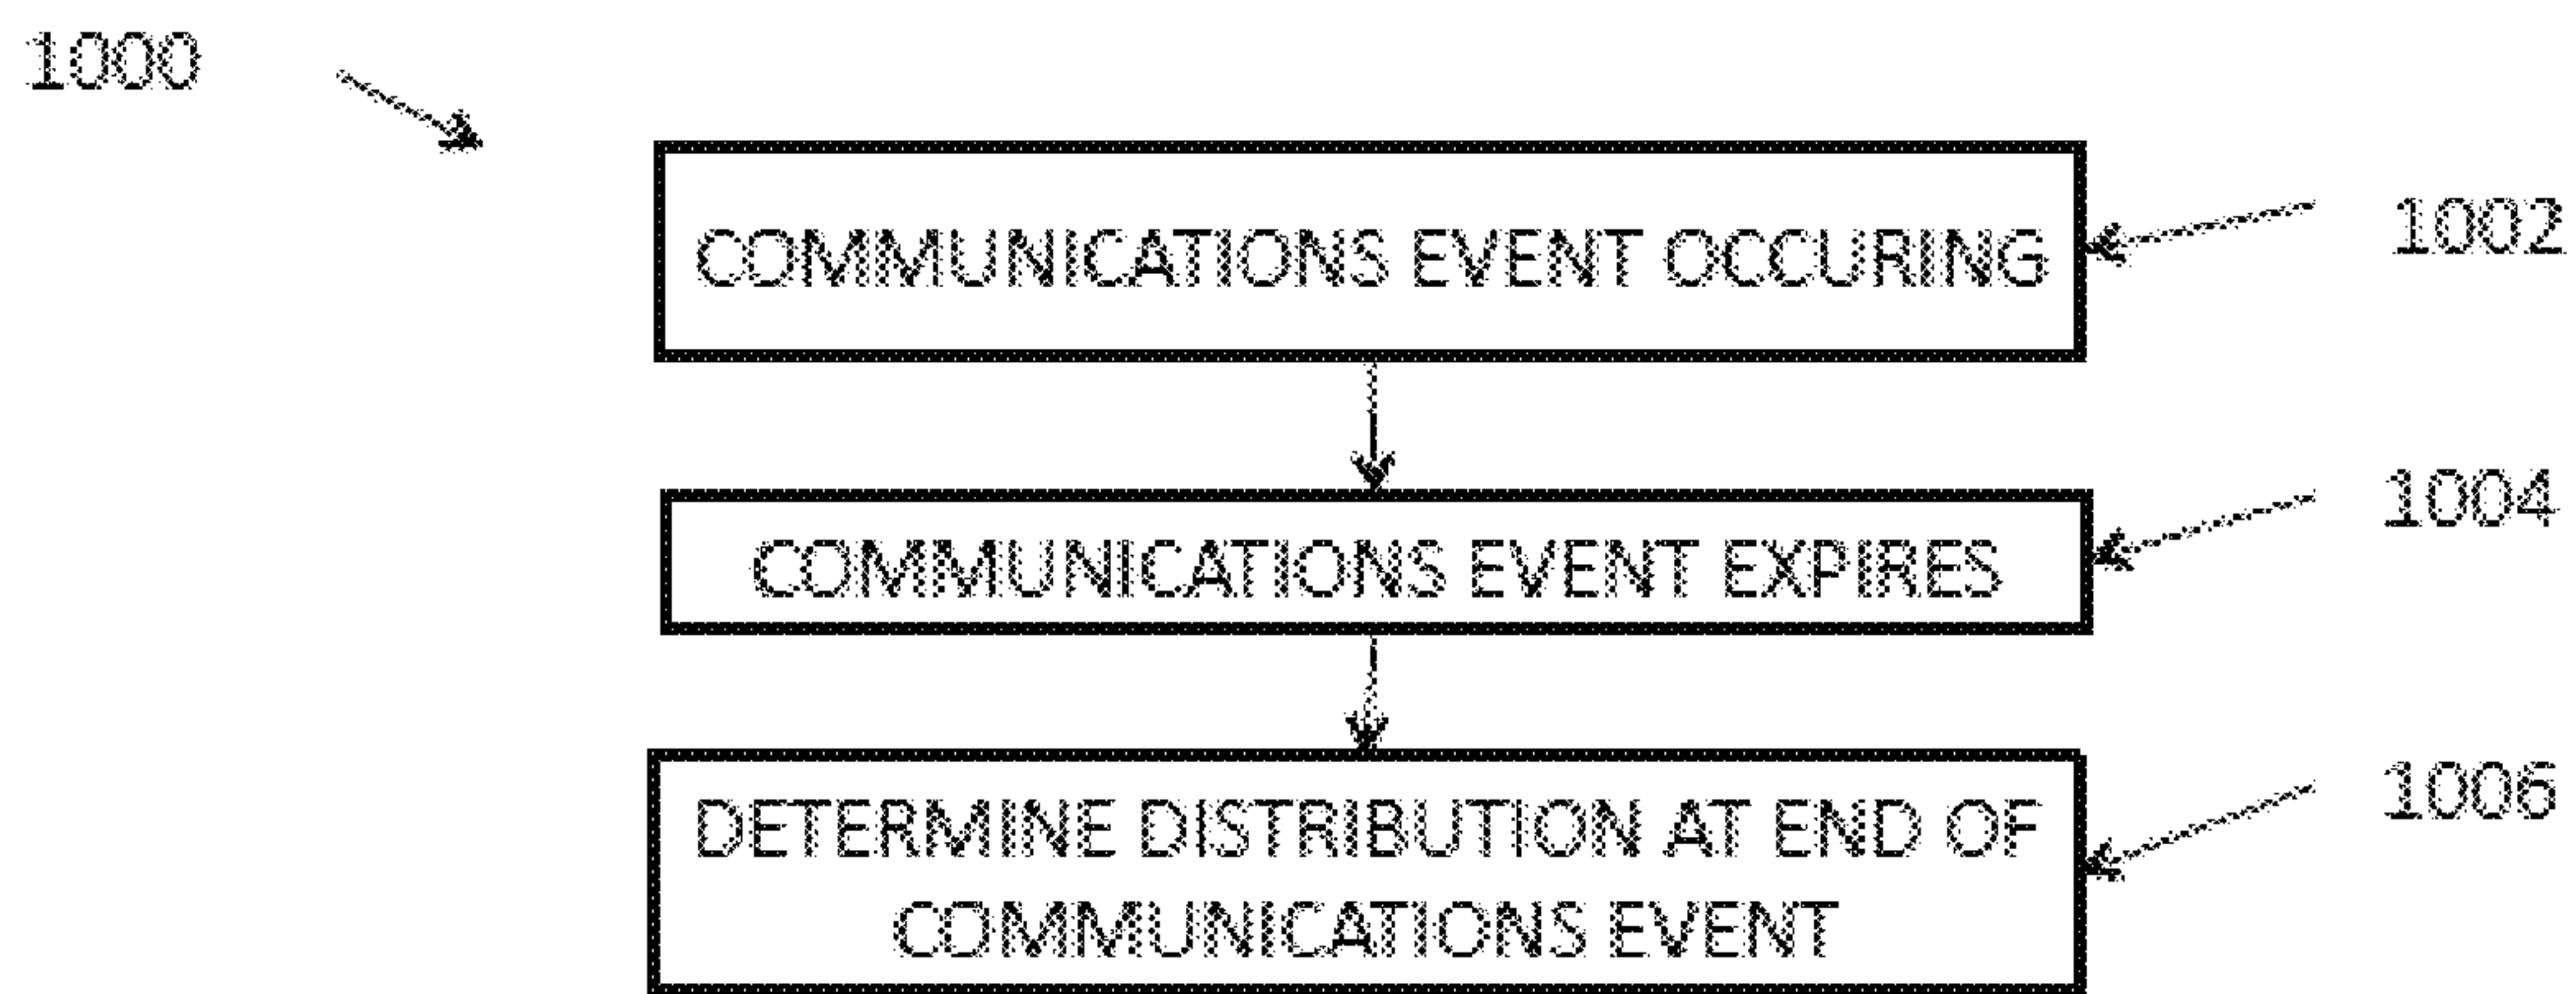 1000
COMMUNICATIONS EVENT OCCURING
1002
COMMUNICATIONS EVENT EXPIRES
1004
DETERMINE DISTRIBUTION AT END OF
COMMUNICATIONS EVENT
1006